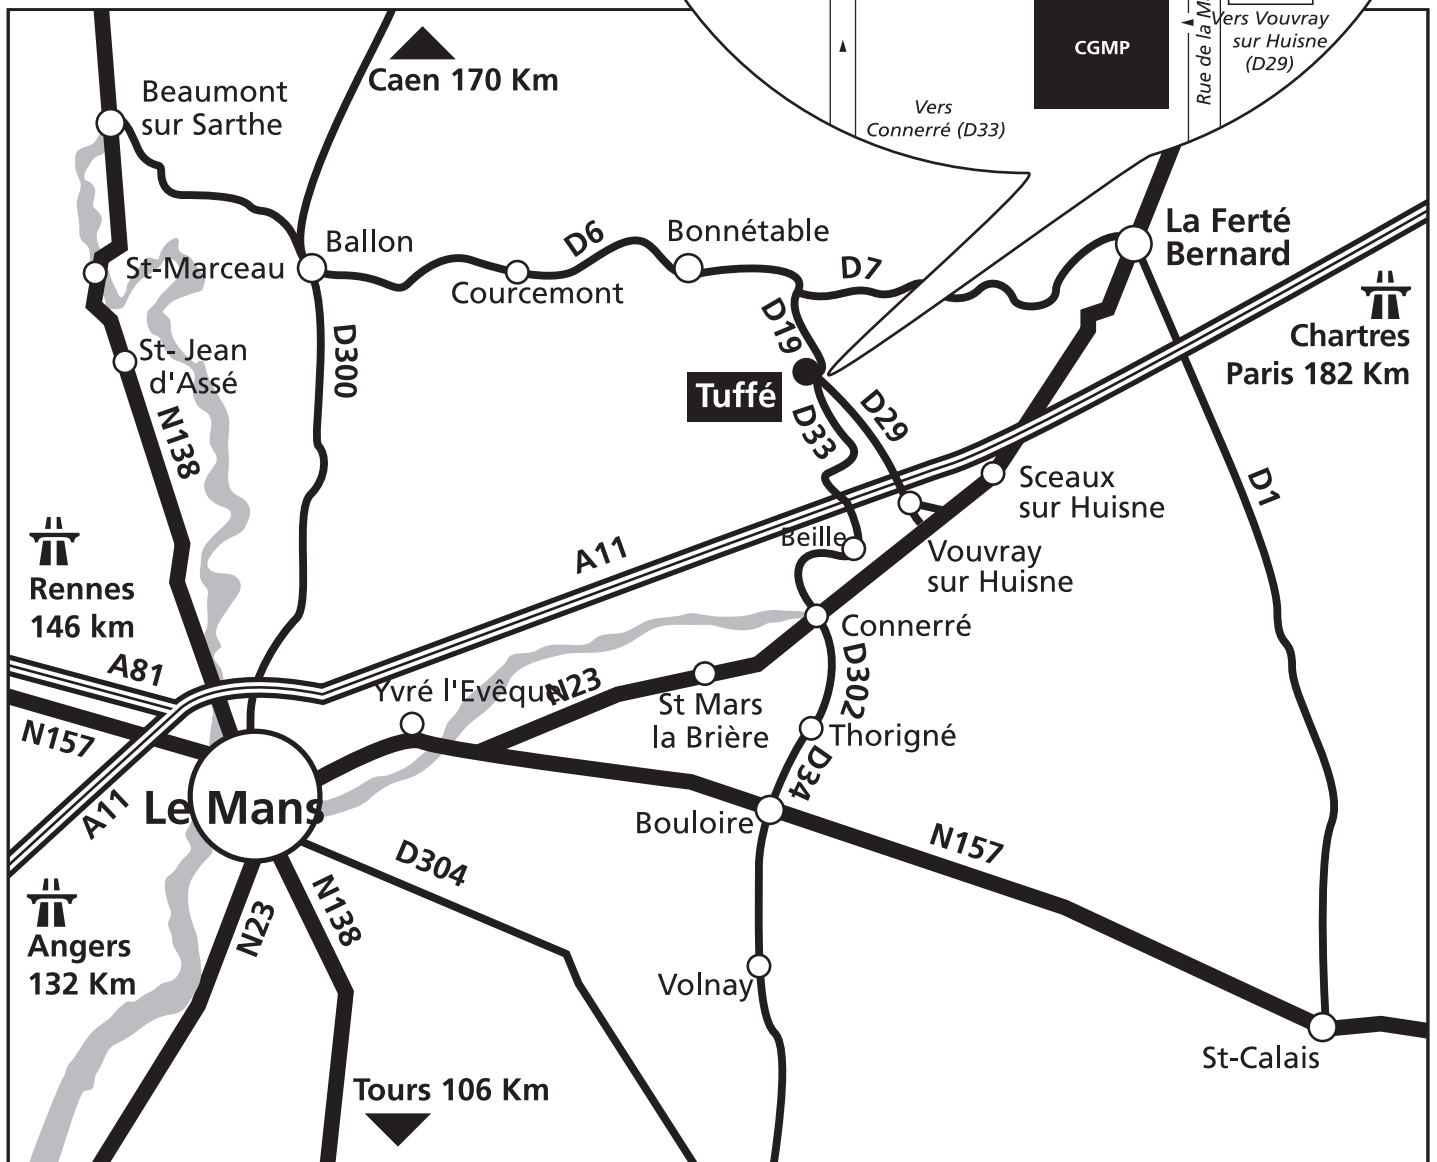 CGMP
Rue de la M
Vers Vouvray
sur Huisne
(D29)
Vers
Connerré (D33)
Caen 170 Km
Beaumont
sur Sarthe
La Ferté
Bernard
Ballon
D6
Bonnétable
D7
St-Marceau
Courcemont
Chartres
Paris 182 Km
D19
D300
St- Jean
d'Assé
Tuffé
D29
D33
N138
D1
Sceaux
sur Huisne
Beille
A11
Vouvray
sur Huisne
Rennes
146 km
Connerré
A81
D302
Yvré l'Evêque
N23
St Mars
la Brière
N157
Thorigné
D34
A11
Le Mans
Bouloire
N157
D304
N138
N23
Angers
132 Km
Volnay
St-Calais
Tours 106 Km